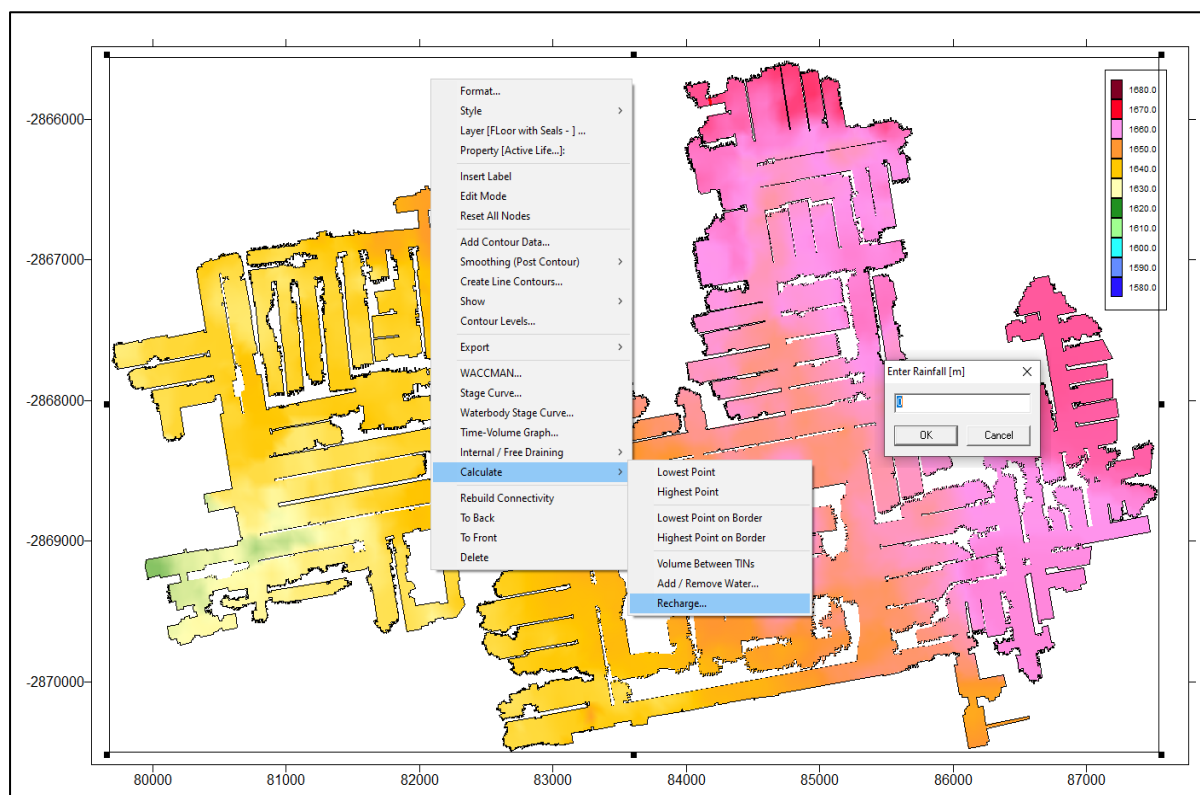 -2866000
-2867000
-2868000
-2869000
-2870000
Format...
Style
Layer [FLoor with Seals - ] ...
Property [Active Life...]:
Insert Label
Edit Mode
Reset All Nodes
Add Contour Data...
Smoothing (Post Contour)
Create Line Contours...
Show
Contour Levels...
Export
WACCMAN...
Stage Curve...
Waterbody Stage Curve...
Time-Volume Graph...
Internal / Free Draining
Calculate
Rebuild Connectivity
To Back
To Front
Delete
Lowest Point
Highest Point
Lowest Point on Border
Highest Point on Border
Volume Between TINs
Add / Remove Water...
Recharge...
Enter Rainfall [m]
0
OK Cancel
1680.0
1670.0
1660.0
1650.0
1640.0
1630.0
1620.0
1610.0
1600.0
1590.0
1580.0
80000 81000 82000 83000 84000 85000 86000 87000